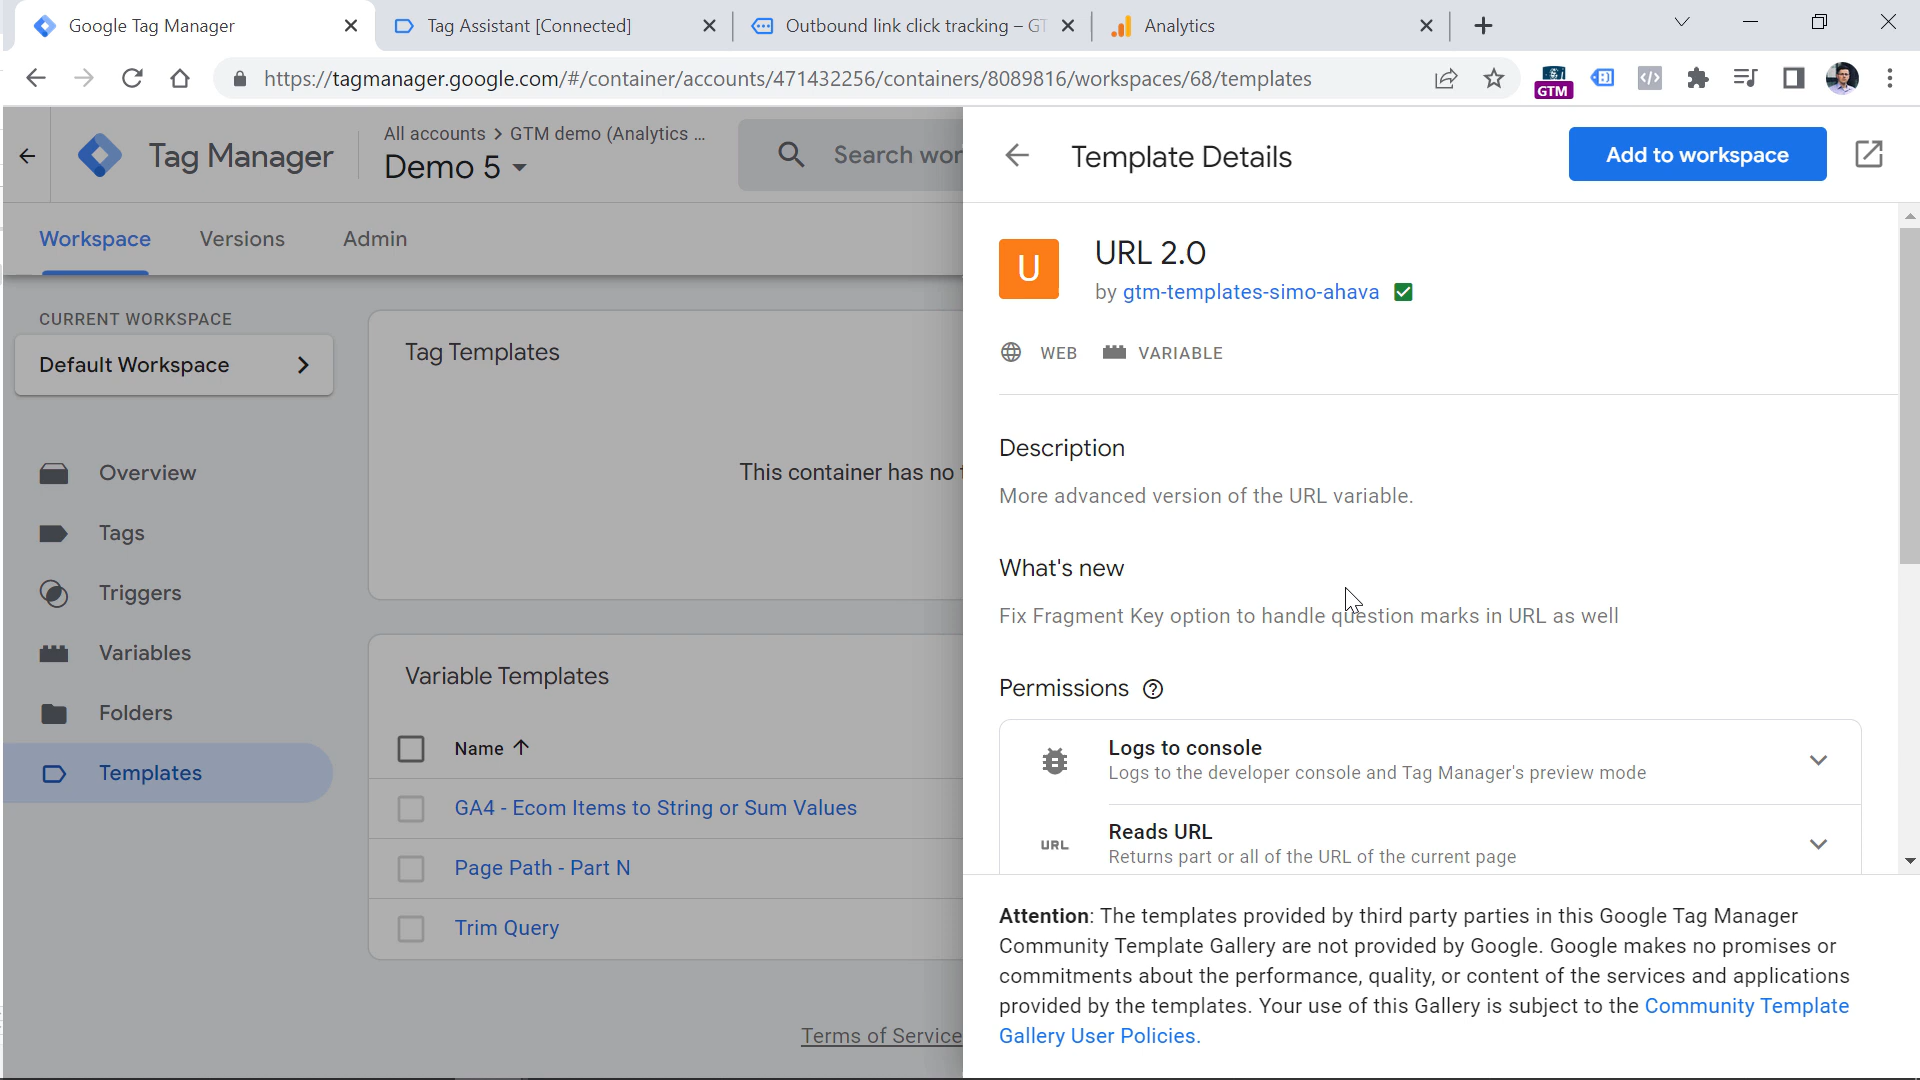 Google Tag Manager
Tag Assistant [Connected]
Outbound link click tracking – GT
Analytics
https://tagmanager.google.com/#/container/accounts/471432256/containers/8089816/workspaces/68/templates
GTM
Tag Manager
All accounts > GTM demo (Analytics ...
Demo 5
Search wor
Template Details
Add to workspace
Workspace
Versions
Admin
CURRENT WORKSPACE
Default Workspace
Overview
Tags
Triggers
Variables
Folders
Templates
Tag Templates
This container has no t
Variable Templates
Name
GA4 - Ecom Items to String or Sum Values
Page Path - Part N
Trim Query
Terms of Service
U
URL 2.0
by gtm-templates-simo-ahava
WEB
VARIABLE
Description
More advanced version of the URL variable.
What's new
Fix Fragment Key option to handle question marks in URL as well
Permissions
Logs to console
Logs to the developer console and Tag Manager's preview mode
URL
Reads URL
Returns part or all of the URL of the current page
Attention: The templates provided by third party parties in this Google Tag Manager
Community Template Gallery are not provided by Google. Google makes no promises or
commitments about the performance, quality, or content of the services and applications
provided by the templates. Your use of this Gallery is subject to the Community Template
Gallery User Policies.